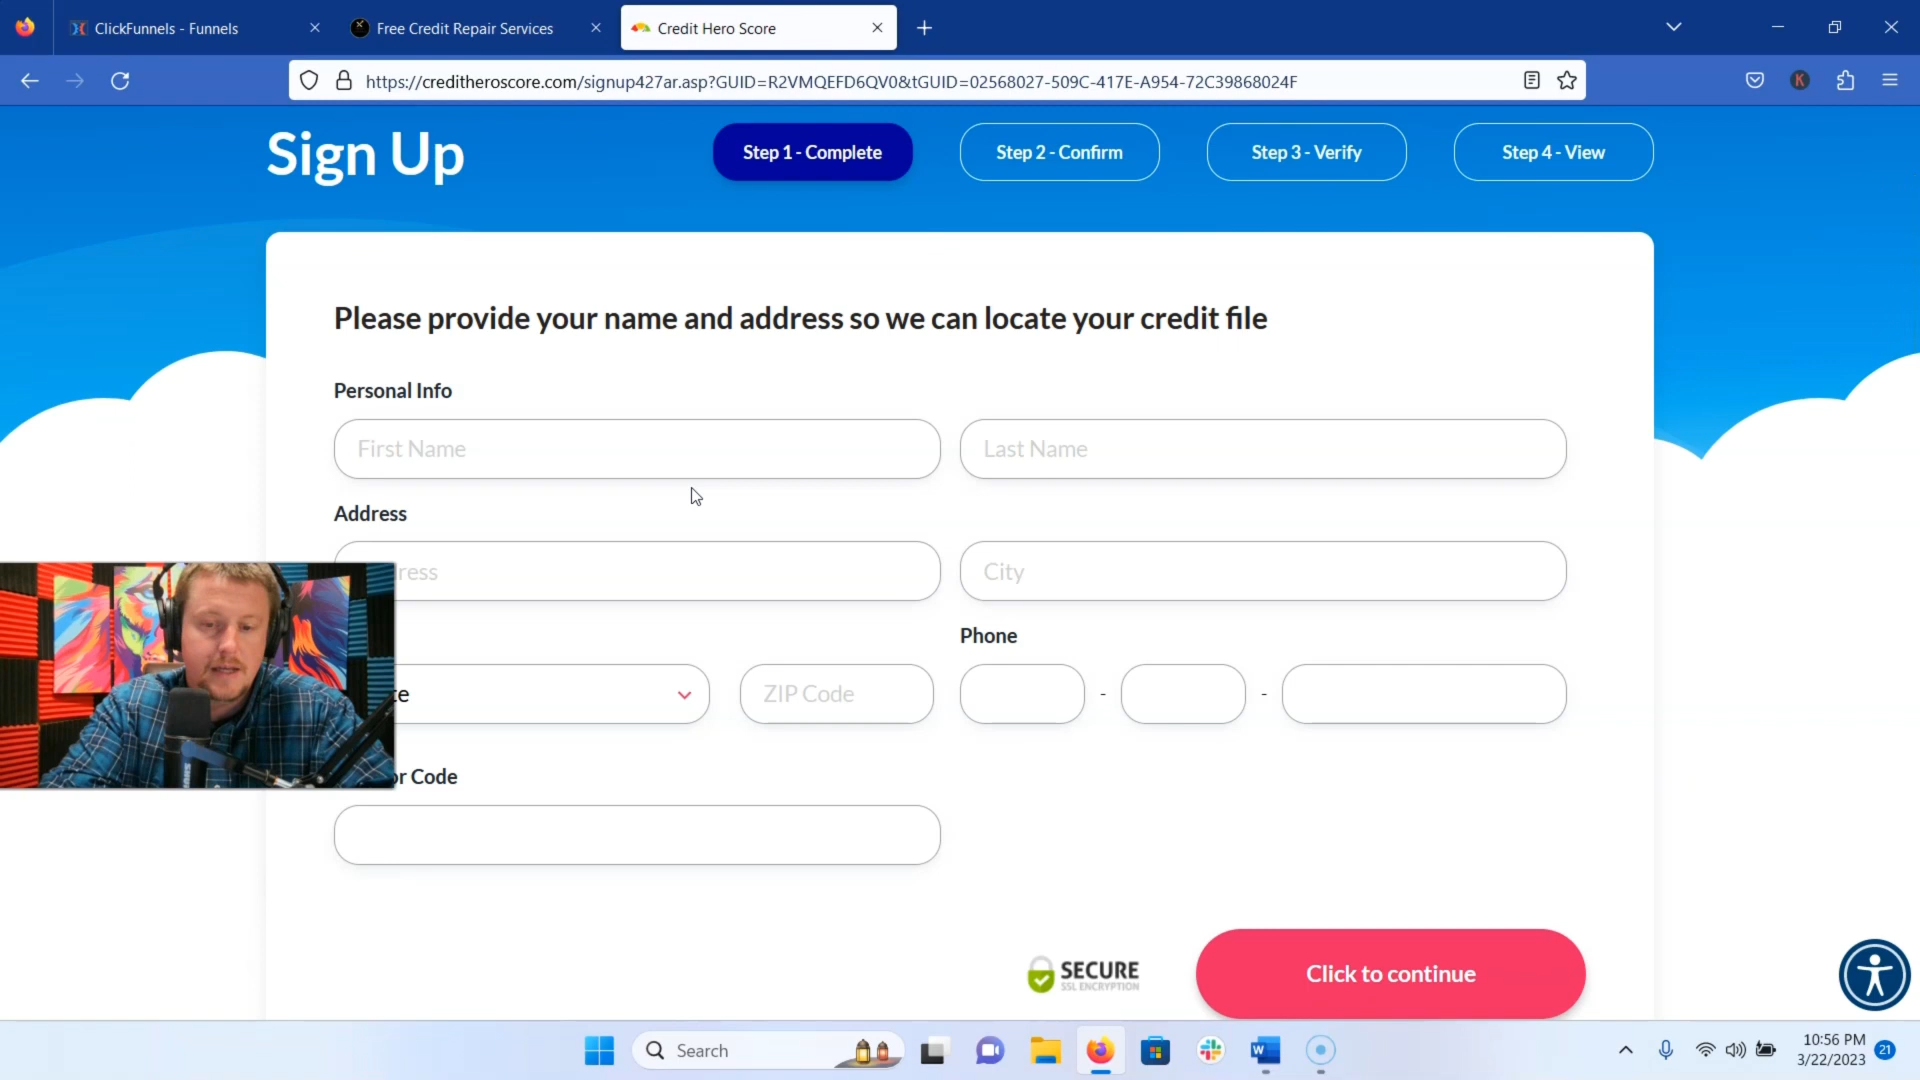 ClickFunnels - Funnels
Free Credit Repair Services
Credit Hero Score
https://creditheroscore.com/signup427ar.asp?GUID=R2VMQEFD6QV0&tGUID=02568027-509C-417E-A954-72C39868024F
K
Sign Up
Step 1 - Complete
Step 2 - Confirm
Step 3 - Verify
Step 4 - View
Please provide your name and address so we can locate your credit file
Personal Info
First Name
Last Name
Address
ress
City
Phone
te
ZIP Code
- -
or Code
SECURE
SSL ENCRYPTION
Click to continue
Search
W
10:56 PM
3/22/2023
21